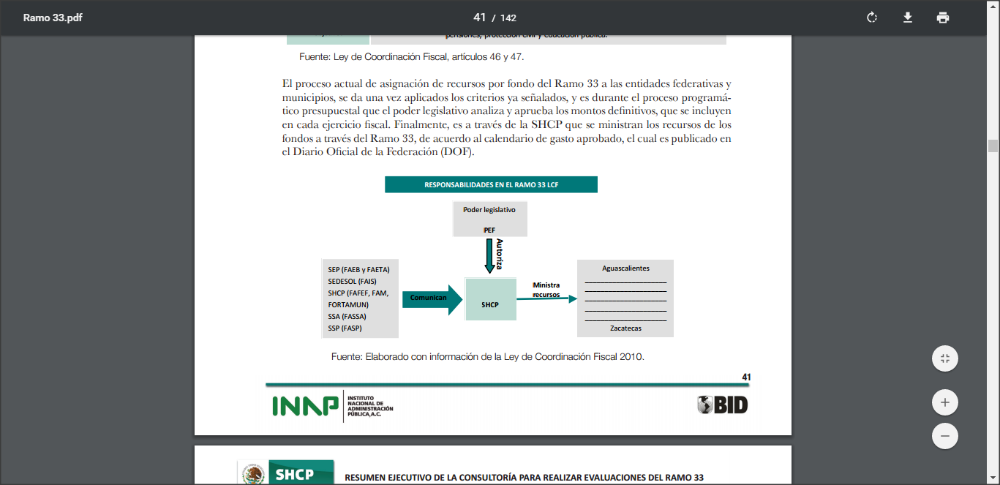 Ramo 33.pdf
41 / 142
pensiones, protección civil y educación pública.
Fuente: Ley de Coordinación Fiscal, artículos 46 y 47.
El proceso actual de asignación de recursos por fondo del Ramo 33 a las entidades federativas y
municipios, se da una vez aplicados los criterios ya señalados, y es durante el proceso programá-
tico presupuestal que el poder legislativo analiza y aprueba los montos definitivos, que se incluyen
en cada ejercicio fiscal. Finalmente, es a través de la SHCP que se ministran los recursos de los
fondos a través del Ramo 33, de acuerdo al calendario de gasto aprobado, el cual es publicado en
el Diario Oficial de la Federación (DOF).
RESPONSABILIDADES EN EL RAMO 33 LCF
Poder legislativo
PEF
Autoriza
SEP (FAEB y FAETA)
SEDESOL (FAIS)
SHCP (FAFEF, FAM,
FORTAMUN)
SSA (FASSA)
SSP (FASP)
Comunican
SHCP
Ministra
recursos
Aguascalientes
Zacatecas
Fuente: Elaborado con información de la Ley de Coordinación Fiscal 2010.
41
INAP
INSTITUTO
NACIONAL DE
ADMINISTRACIÓN
PÚBLICA, A.C.
BID
SHCP
RESUMEN EJECUTIVO DE LA CONSULTORÍA PARA REALIZAR EVALUACIONES DEL RAMO 33